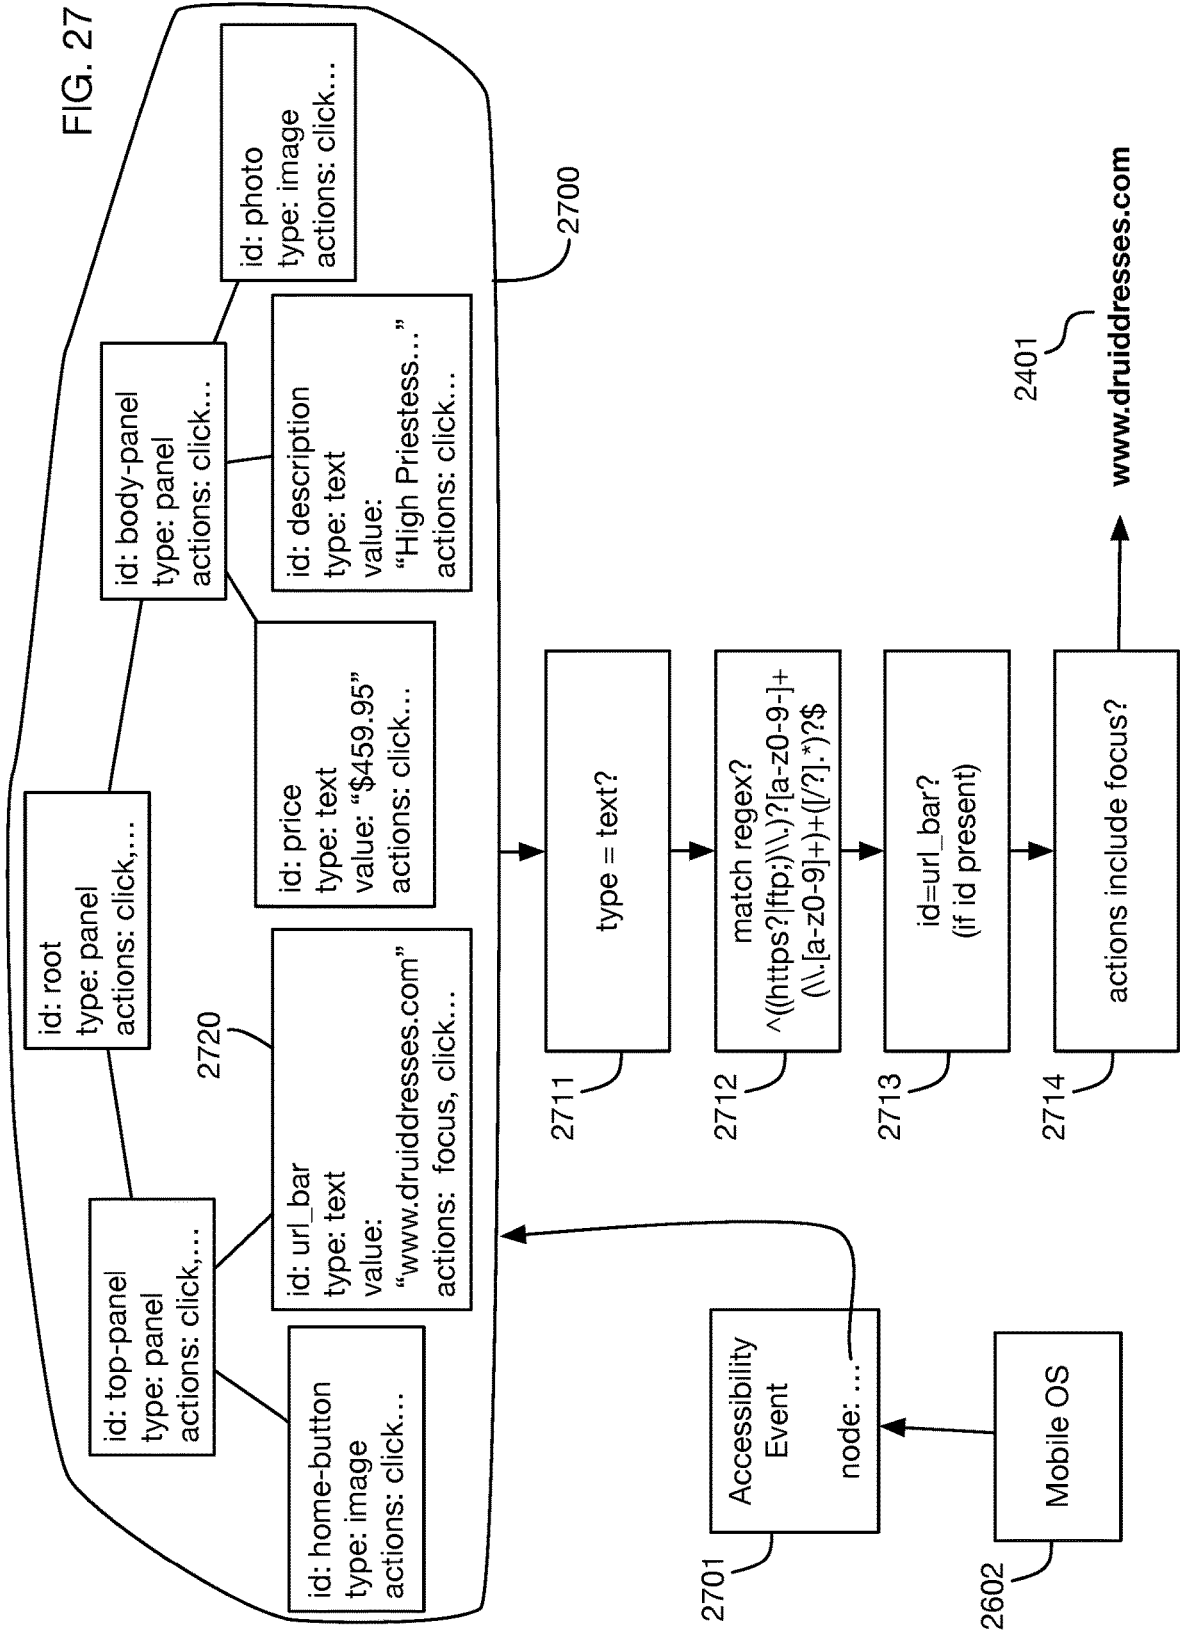 FIG. 27
id: root
type: panel
actions: click,...
id: top-panel
type: panel
actions: click,...
id: body-panel
type: panel
actions: click...
id: home-button
type: image
actions: click...
2720
id: url_bar
type: text
value:
“www.druiddresses.com”
actions:  focus, click...
id: price
type: text
value: “$459.95”
actions: click...
id: description
type: text
value:
“High Priestess...”
actions: click...
id: photo
type: image
actions: click...
2700
2711
type = text?
2712
match regex?
^((https?|ftp;)\\.)?[a-z0-9-]+
(\\.[a-z0-9]+)+([/?].*)?$
2713
id=url_bar?
(if id present)
2714
actions include focus?
2401
www.druiddresses.com
2701
Accessibility
Event
node: ...
2602
Mobile OS